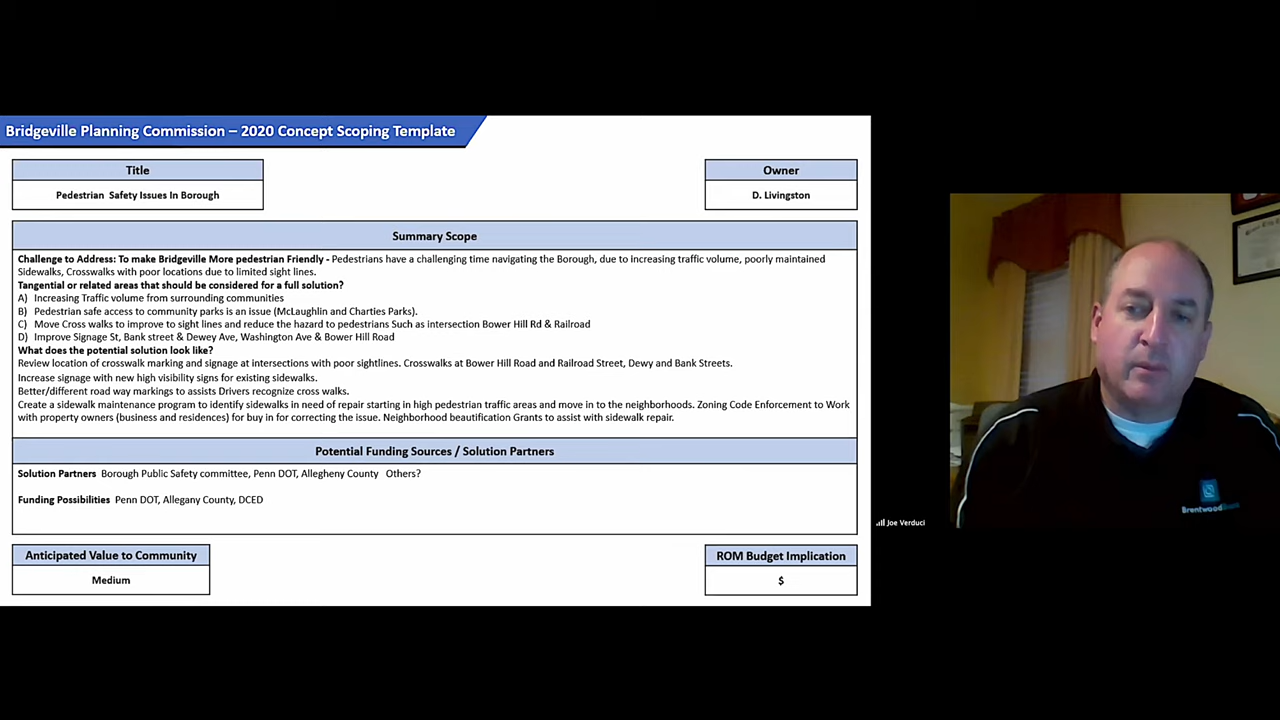 Bridgeville Planning Commission – 2020 Concept Scoping Template
Title
Owner
Pedestrian Safety Issues In Borough
D. Livingston
Summary Scope
Challenge to Address: To make Bridgeville More pedestrian Friendly - Pedestrians have a challenging time navigating the Borough, due to increasing traffic volume, poorly maintained
Sidewalks, Crosswalks with poor locations due to limited sight lines.
Tangential or related areas that should be considered for a full solution?
A) Increasing Traffic volume from surrounding communities
B) Pedestrian safe access to community parks is an issue (McLaughlin and Charties Parks).
C) Move Cross walks to improve to sight lines and reduce the hazard to pedestrians Such as intersection Bower Hill Rd & Railroad
D) Improve Signage St, Bank street & Dewey Ave, Washington Ave & Bower Hill Road
What does the potential solution look like?
Review location of crosswalk marking and signage at intersections with poor sightlines. Crosswalks at Bower Hill Road and Railroad Street, Dewy and Bank Streets.
Increase signage with new high visibility signs for existing sidewalks.
Better/different road way markings to assists Drivers recognize cross walks.
Create a sidewalk maintenance program to identify sidewalks in need of repair starting in high pedestrian traffic areas and move in to the neighborhoods. Zoning Code Enforcement to Work
with property owners (business and residences) for buy in for correcting the issue. Neighborhood beautification Grants to assist with sidewalk repair.
Potential Funding Sources / Solution Partners
Solution Partners Borough Public Safety committee, Penn DOT, Allegheny County Others?
Funding Possibilities Penn DOT, Allegany County, DCED
Anticipated Value to Community
ROM Budget Implication
Medium
$
BrentwoodBank
Joe Verduci